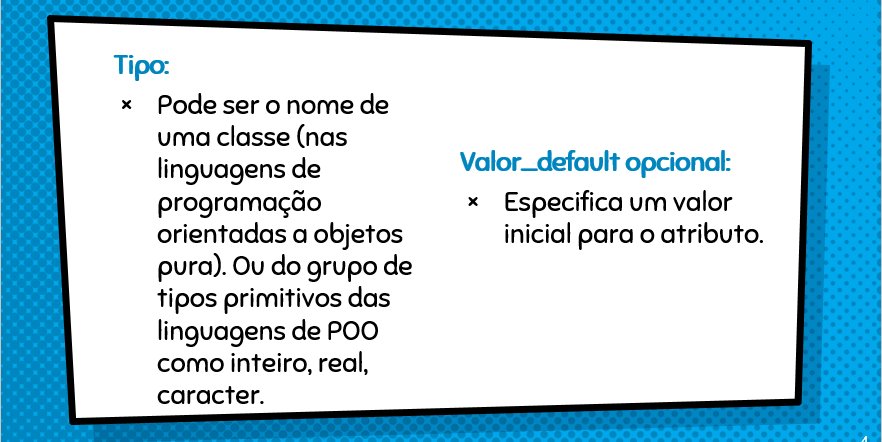 Tipo:
× Pode ser o nome de
uma classe (nas
linguagens de
programação
orientadas a objetos
pura). Ou do grupo de
tipos primitivos das
linguagens de POO
como inteiro, real,
caracter.
Valor_default opcional:
× Especifica um valor
inicial para o atributo.